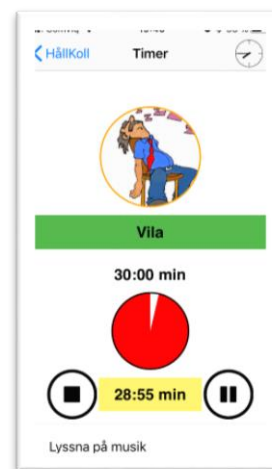 HållKoll
Timer
Vila
30:00 min
28:55 min
Lyssna på musik